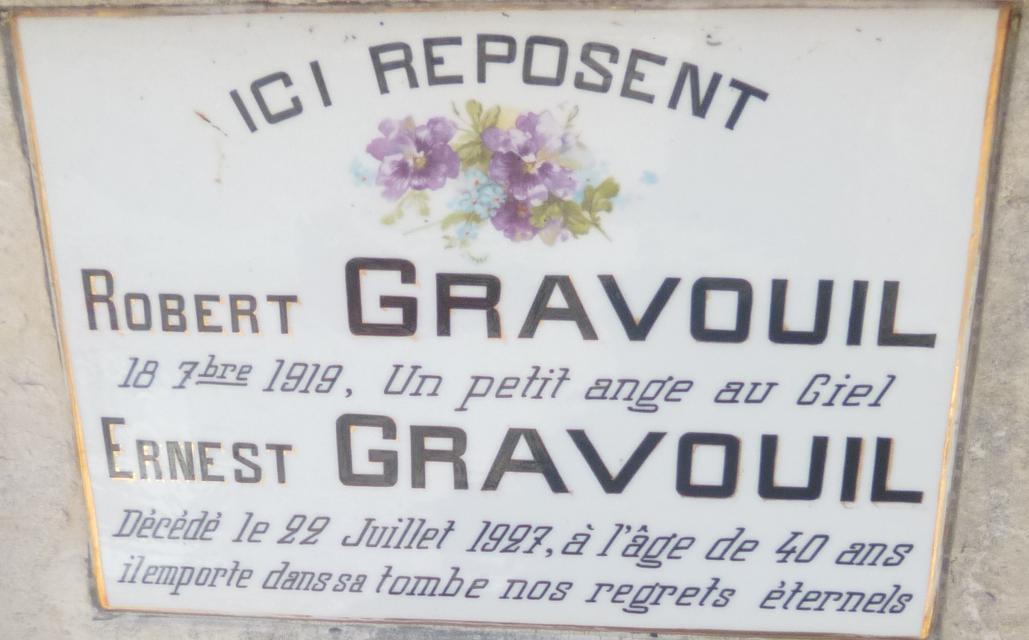 ICI REPOSENT
ROBERT GRAVOUIL
18 7bre 1919, Un petit ange au Ciel
ERNEST GRAVOUIL
Décédé le 22 Juillet 1927, à l'âge de 40 ans
il emporte dans sa tombe nos regrets éternels